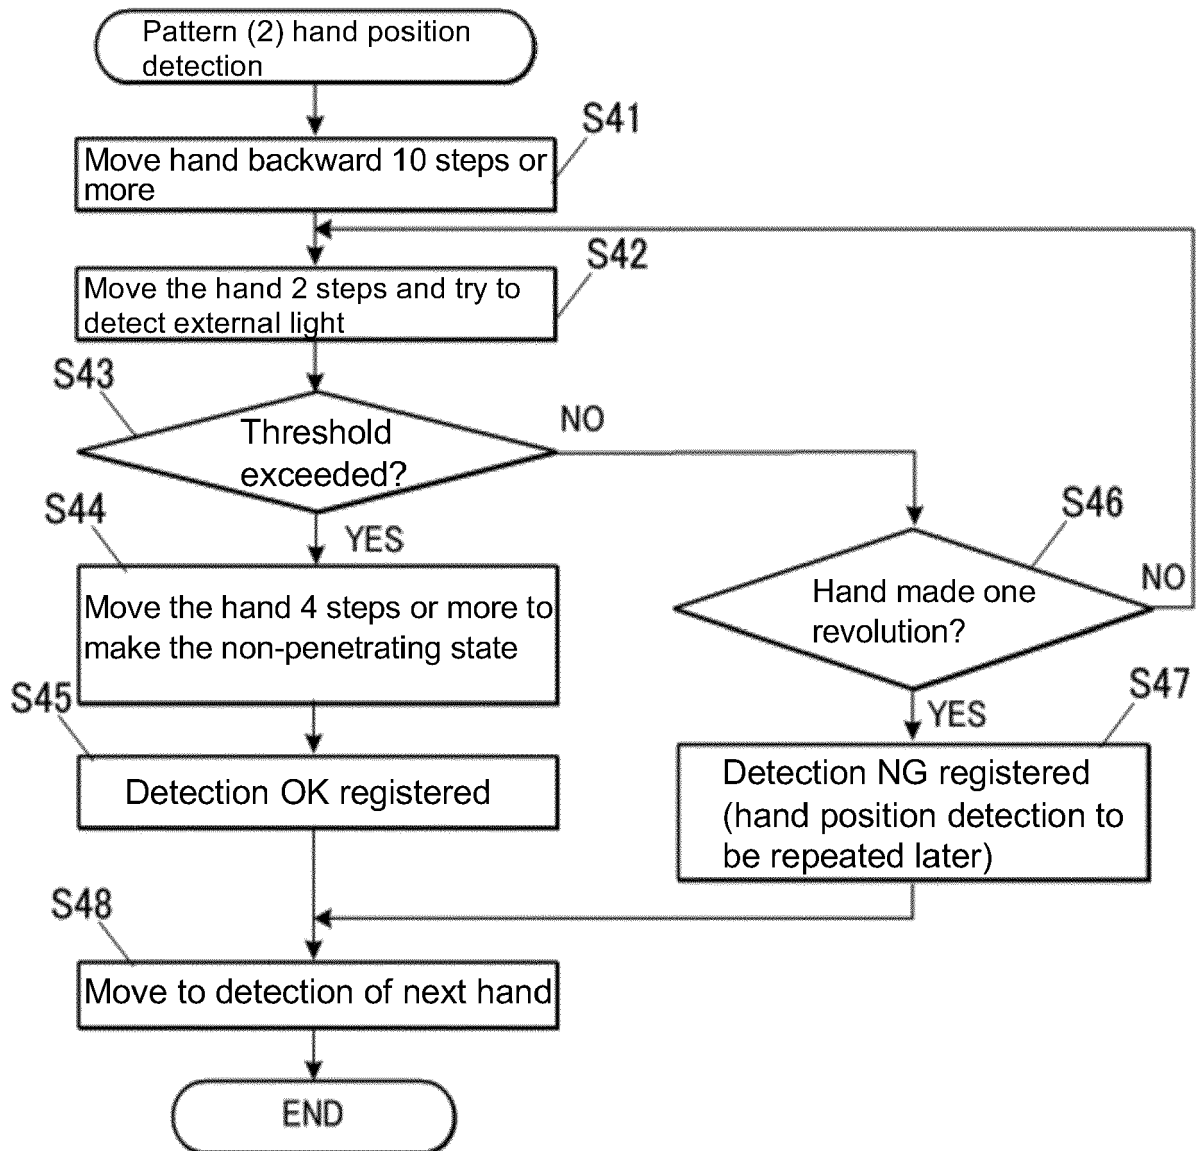 Pattern (2) hand position
detection
S41
Move hand backward 10 steps or
more
S42
Move the hand 2 steps and try to
detect external light
S43
Threshold
exceeded?
NO
YES
S44
Move the hand 4 steps or more to
make the non-penetrating state
S45
Detection OK registered
S46
Hand made one
revolution?
NO
YES
S47
Detection NG registered
(hand position detection to
be repeated later)
S48
Move to detection of next hand
END